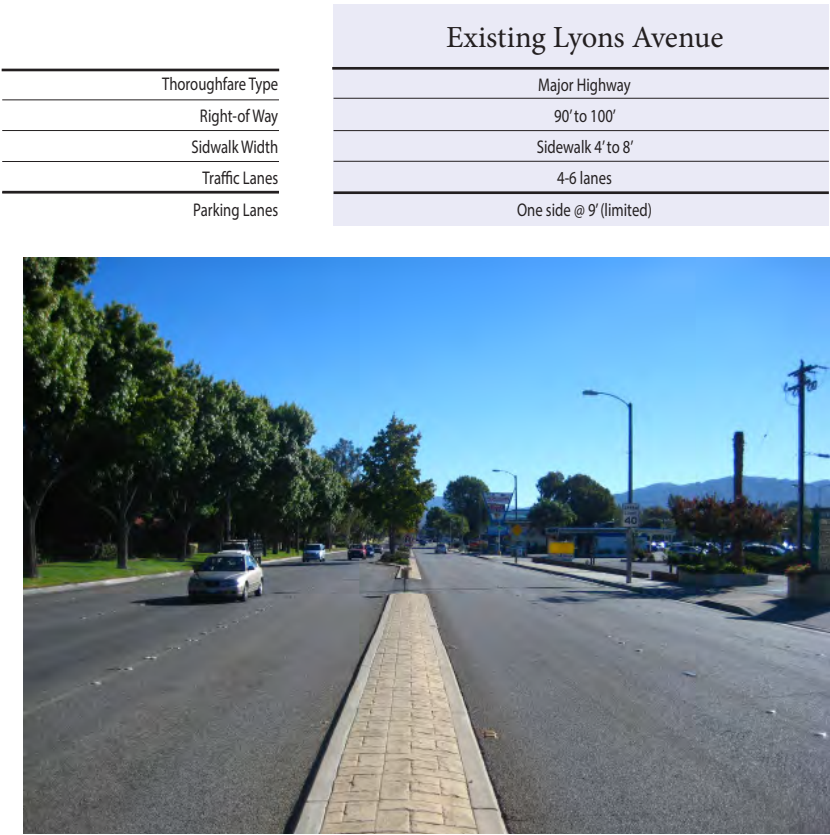 Existing Lyons Avenue
Thoroughfare Type Major Highway
Right-of Way 90’ to 100’
Sidwalk Width Sidewalk 4’ to 8’
Traffic Lanes 4-6 lanes
Parking Lanes One side @ 9’ (limited)
40